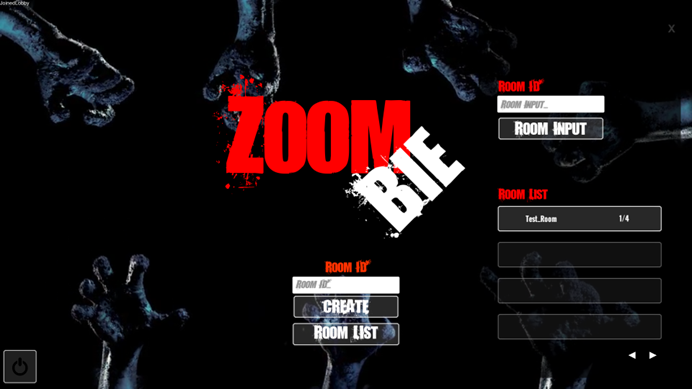 JoinedLobby
X
ZOOM
BIE
ROOM ID
Room Input...
ROOM INPUT
ROOM LIST
Test_Room 1/4
ROOM ID
Room ID...
CREATE
ROOM LIST